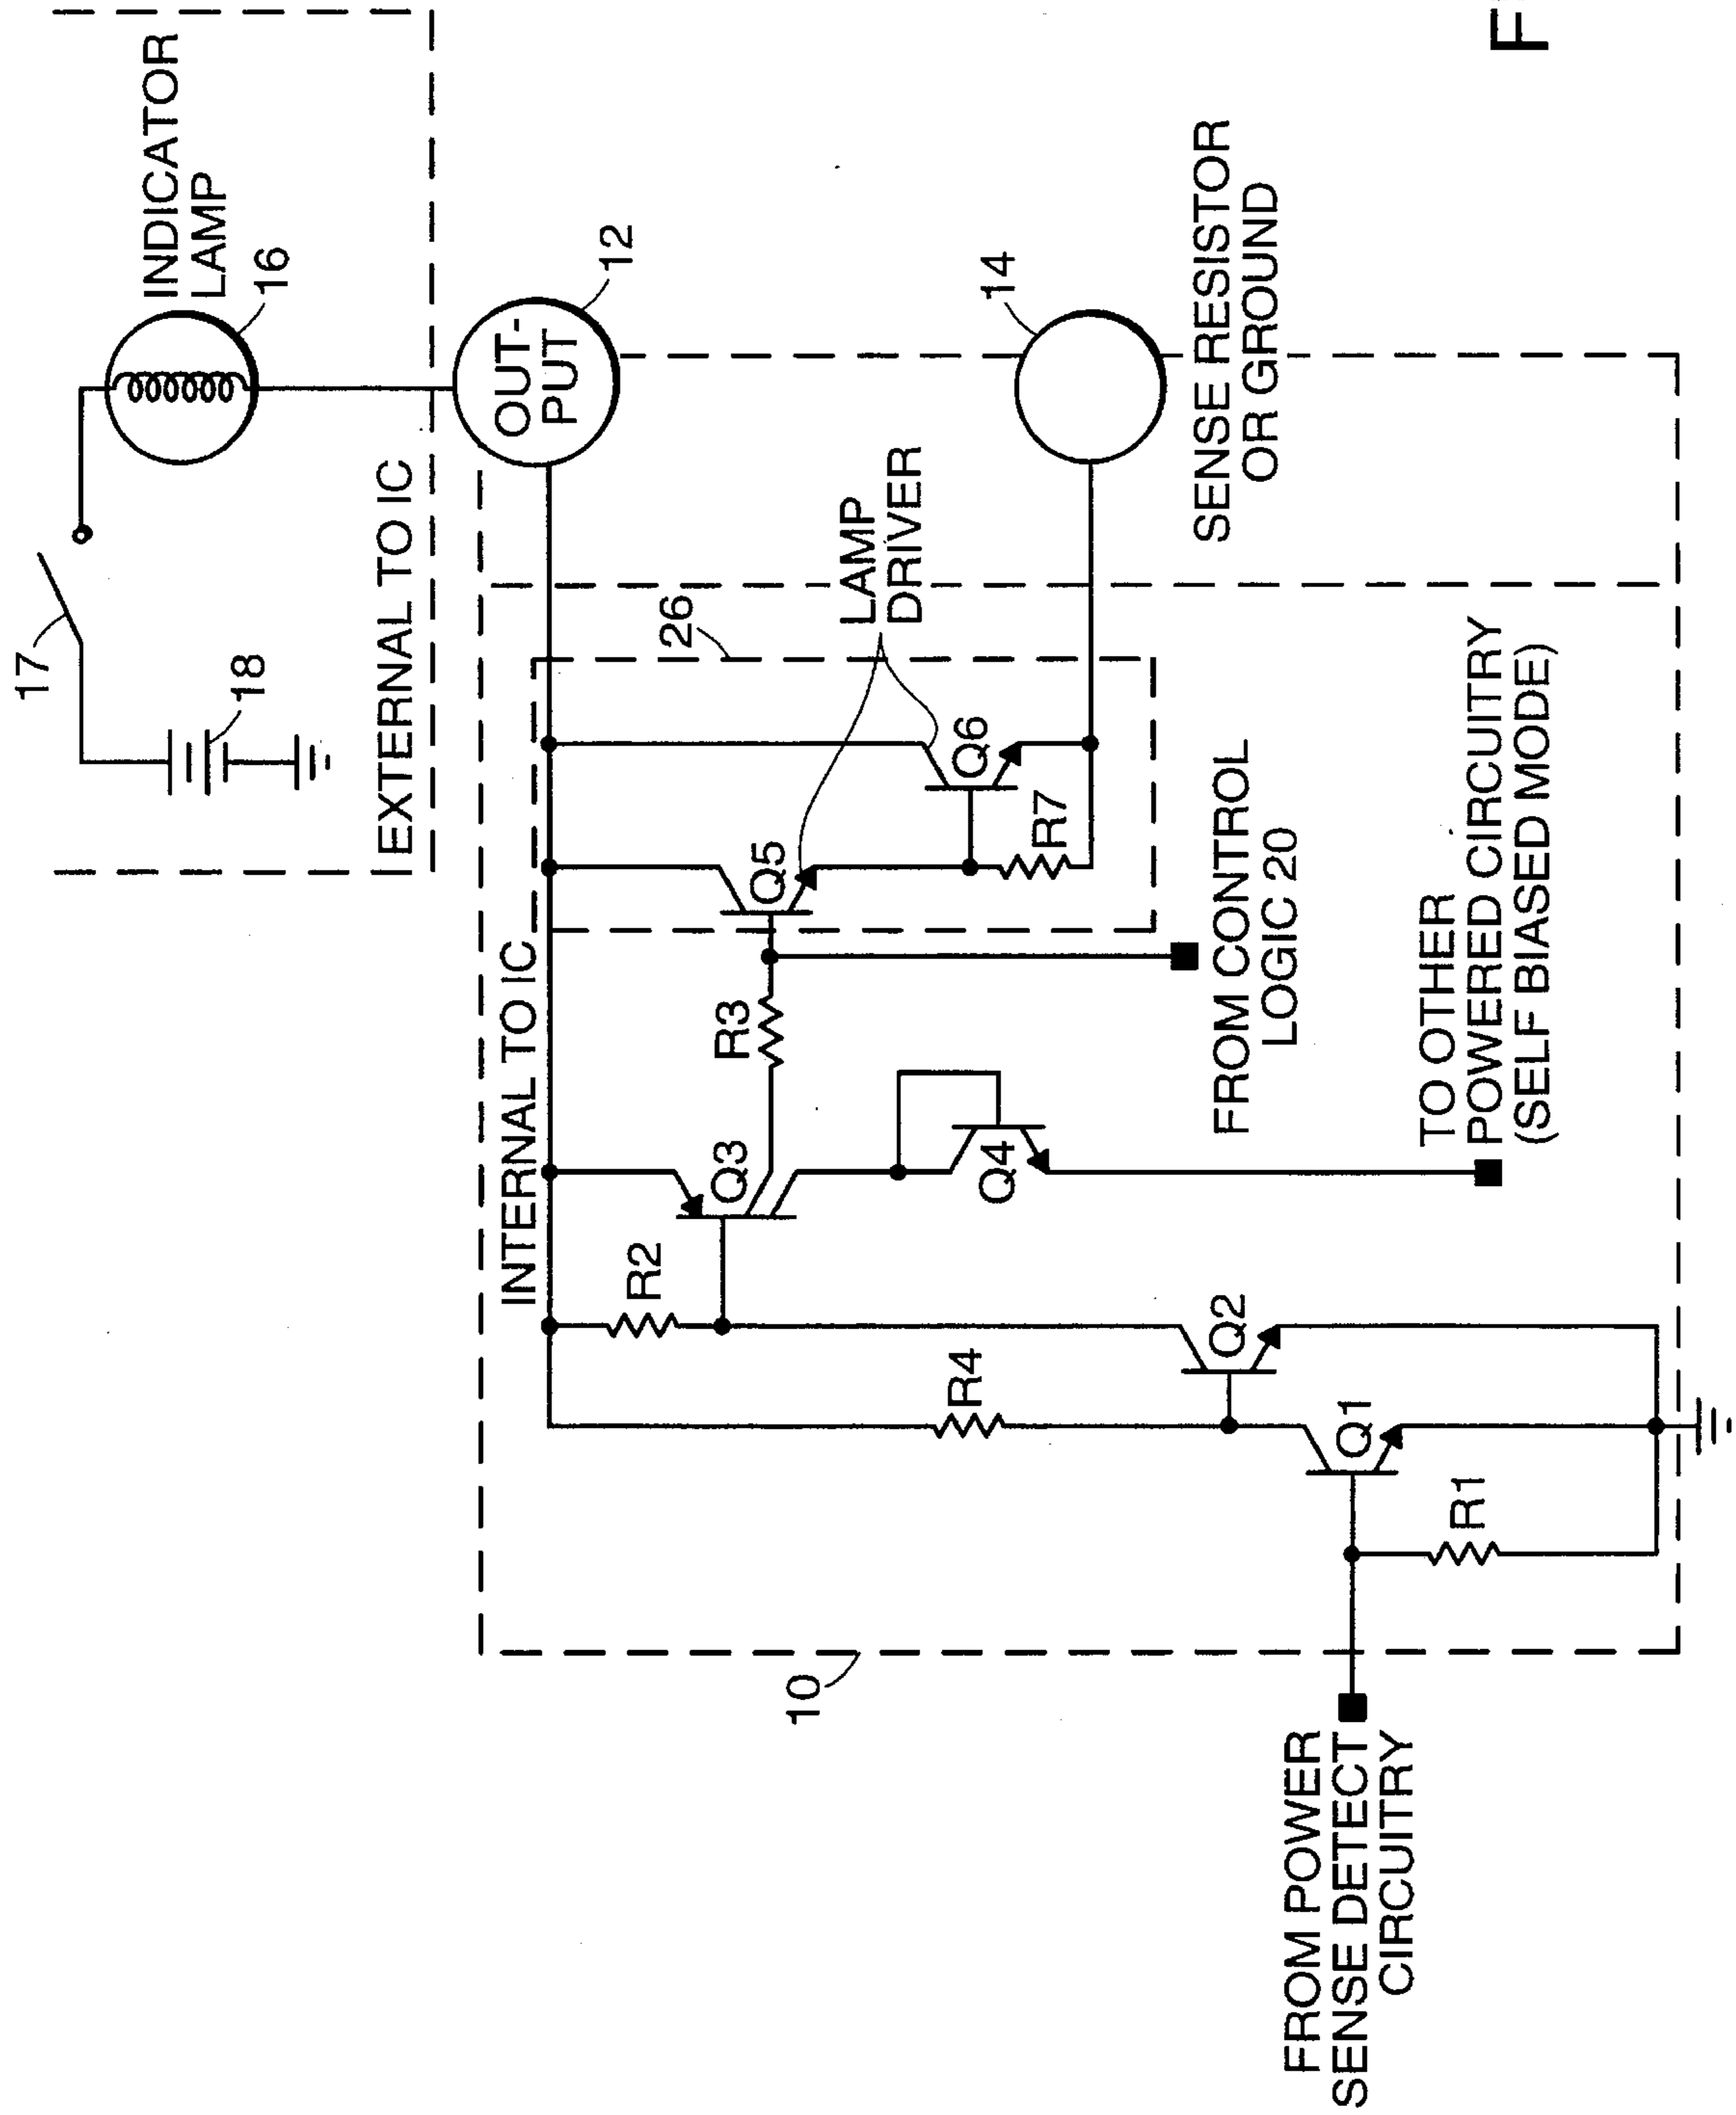 17
18
EXTERNAL TO IC
INDICATOR
LAMP
16
OUT-
PUT
12
INTERNAL TO IC
26
LAMP
DRIVER
14
SENSE RESISTOR
OR GROUND
R2
Q3
R3
Q5
Q6
R7
Q4
R4
Q2
Q1
R1
10
FROM CONTROL
LOGIC 20
TO OTHER
POWERED CIRCUITRY
(SELF BIASED MODE)
FROM POWER
SENSE DETECT
CIRCUITRY
F